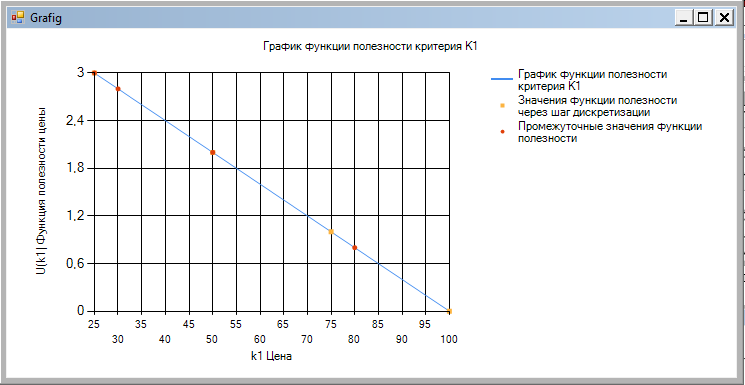 Grafig
График функции полезности критерия K1
3
2,4
1,8
1,2
0,6
0
U(k1| Функция полезности цены
25 35 45 55 65 75 85 95
30 40 50 60 70 80 90 100
k1 Цена
График функции полезности
критерия K1
Значения функции полезности
через шаг дискретизации
Промежуточные значения функции
полезности